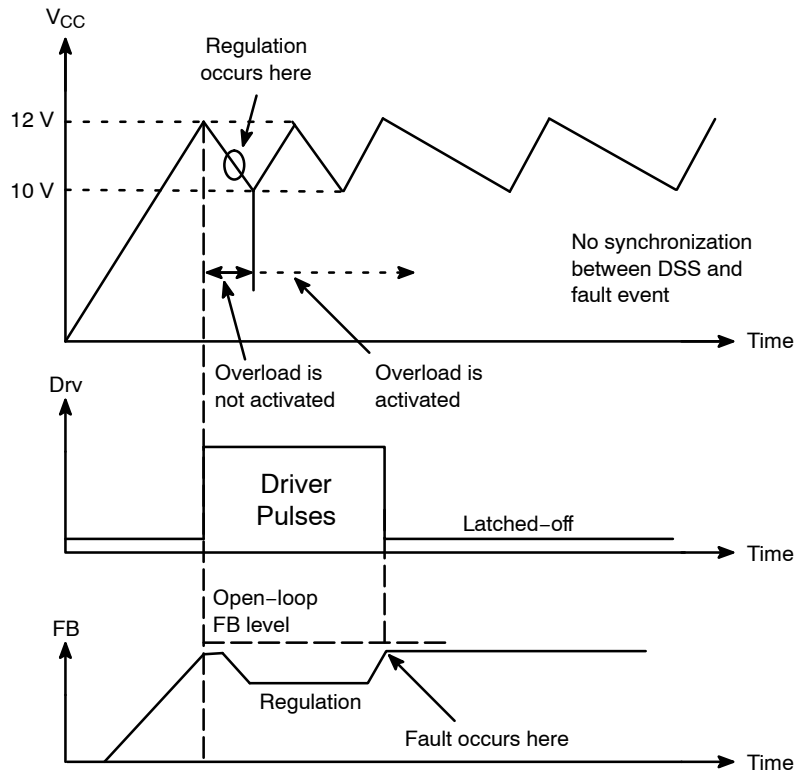 VCC
Regulation
occurs here
12 V
10 V
No synchronization
between DSS and
fault event
Time
Overload is
not activated
Overload is
activated
Drv
Driver
Pulses
Latched−off
Time
Open−loop
FB level
FB
Regulation
Fault occurs here
Time